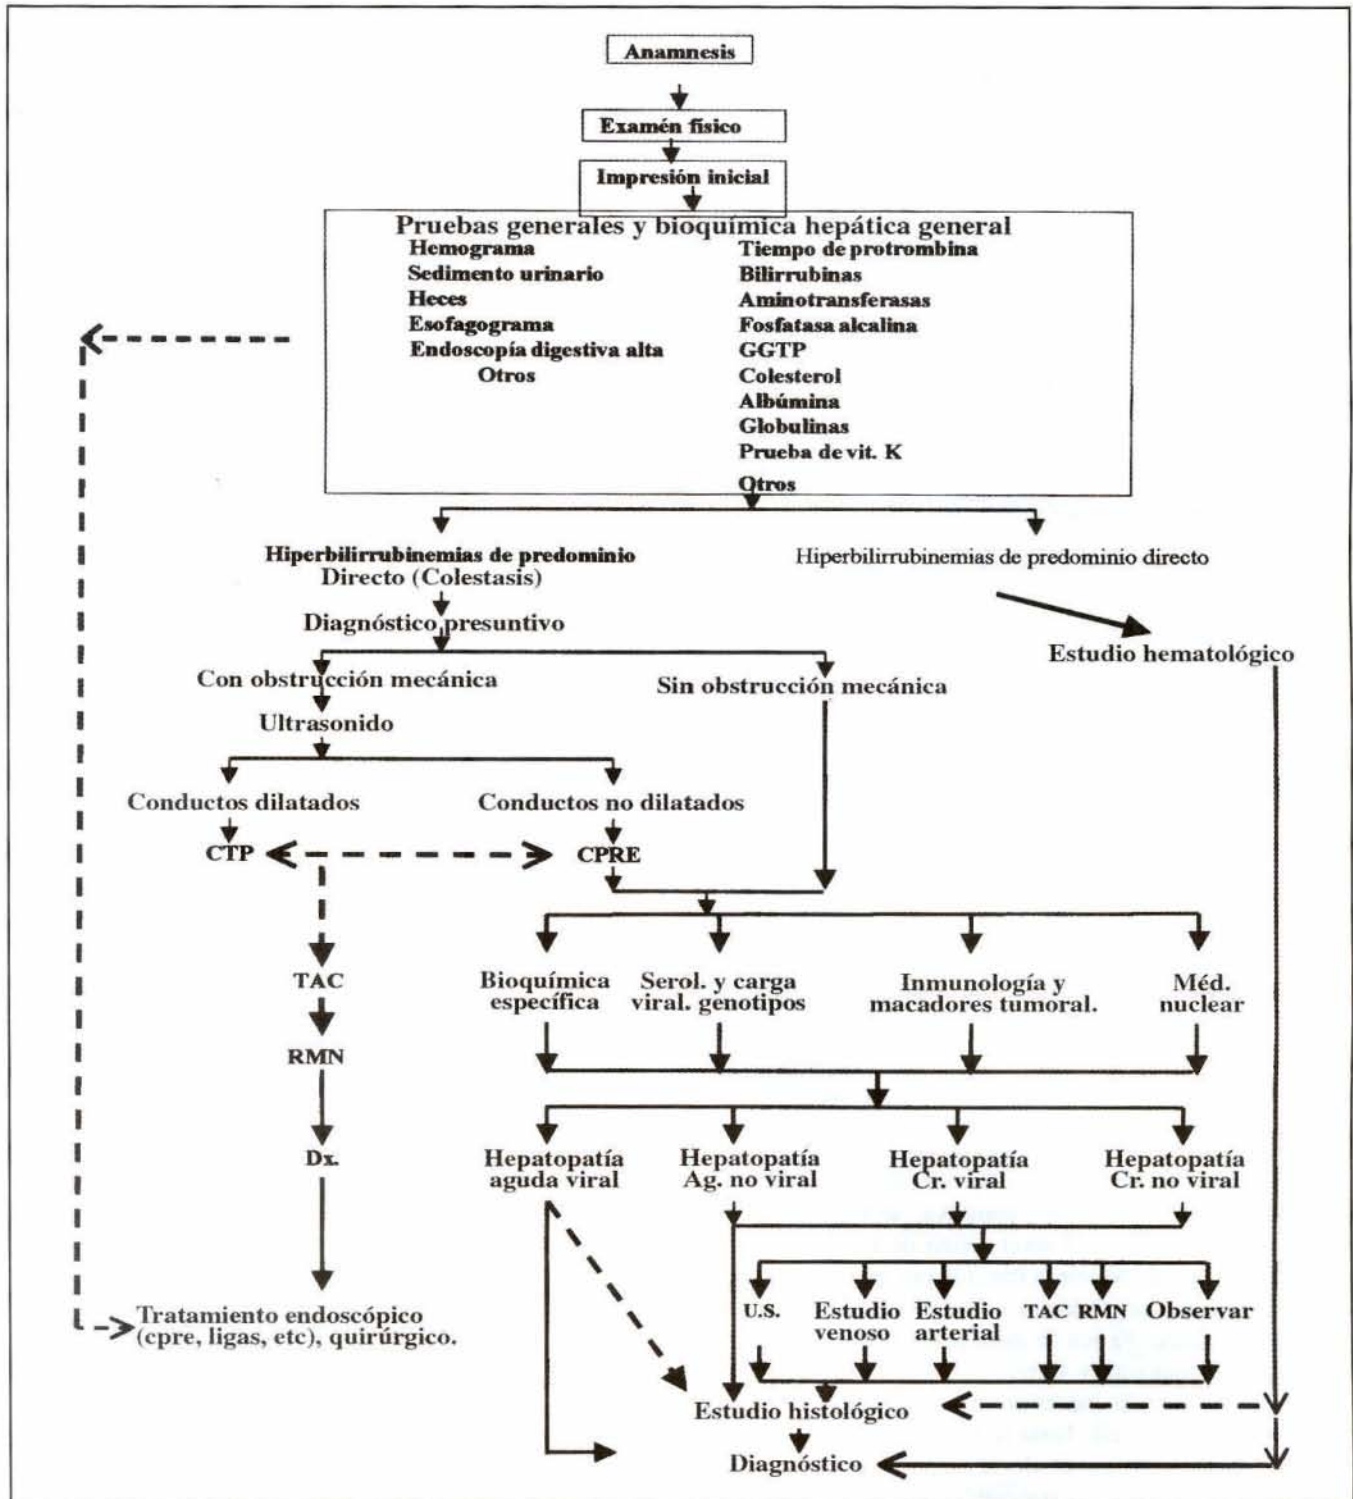 Anamnesis
Examén físico
Impresión inicial
Pruebas generales y bioquímica hepática general
Hemograma
Sedimento urinario
Heces
Esofagograma
Endoscopía digestiva alta
Otros
Tiempo de protrombina
Bilirrubinas
Aminotransferasas
Fosfatasa alcalina
GGTP
Colesterol
Albúmina
Globulinas
Prueba de vit. K
Otros
Hiperbilirrubinemias de predominio
Directo (Colestasis)
Hiperbilirrubinemias de predominio directo
Diagnóstico presuntivo
Estudio hematológico
Con obstrucción mecánica
Sin obstrucción mecánica
Ultrasonido
Conductos dilatados
Conductos no dilatados
CTP
CPRE
TAC
RMN
Dx.
Tratamiento endoscópico
(cpre, ligas, etc), quirúrgico.
Bioquímica
específica
Serol. y carga
viral. genotipos
Inmunología y
macadores tumoral.
Méd.
nuclear
Hepatopatía
aguda viral
Hepatopatía
Ag. no viral
Hepatopatía
Cr. viral
Hepatopatía
Cr. no viral
U.S.
Estudio
venoso
Estudio
arterial
TAC
RMN
Observar
Estudio histológico
Diagnóstico